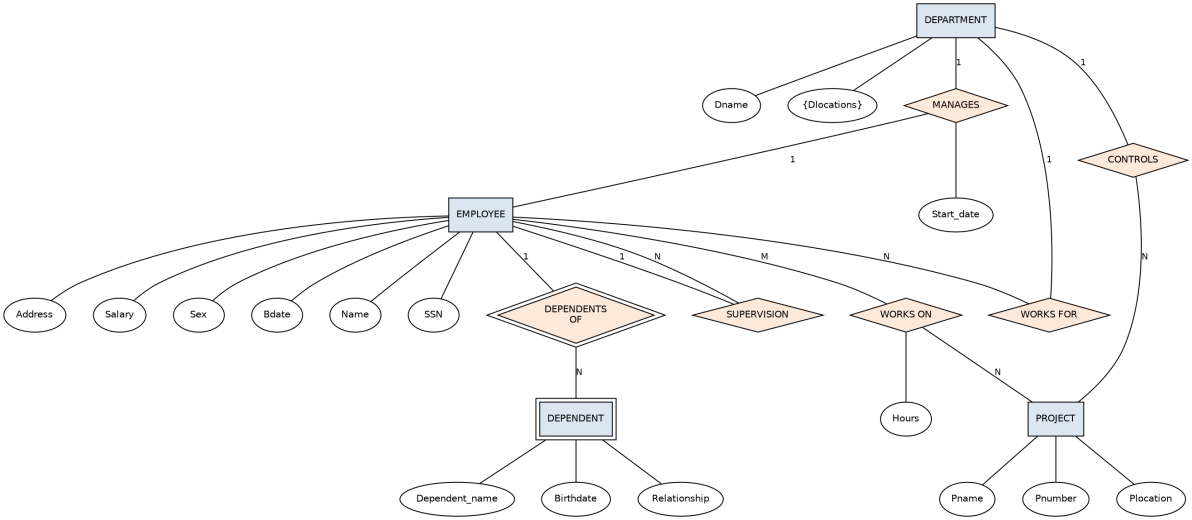 DEPARTMENT
1
1
Dname
{Dlocations}
MANAGES
1
1
CONTROLS
EMPLOYEE
Start_date
1
1
N
M
N
N
Address
Salary
Sex
Bdate
Name
SSN
DEPENDENTS
OF
SUPERVISION
WORKS ON
WORKS FOR
N
N
DEPENDENT
Hours
PROJECT
Dependent_name
Birthdate
Relationship
Pname
Pnumber
Plocation